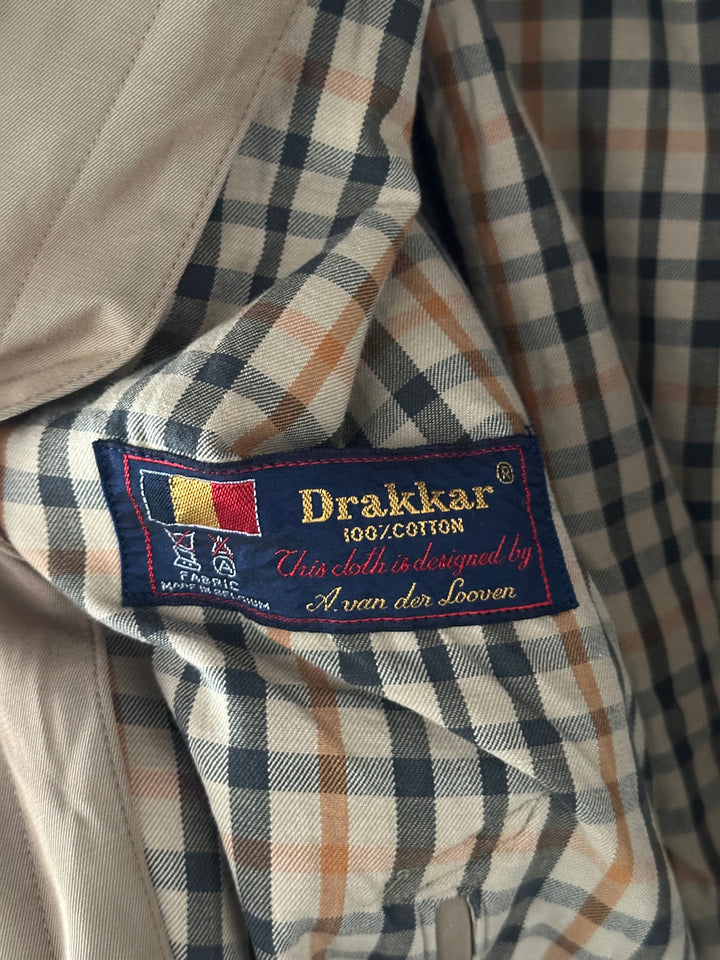 Drakkar®
100% COTTON
This cloth is designed by
A. van der Looven
A
FABRIC
MADE IN BELGIUM